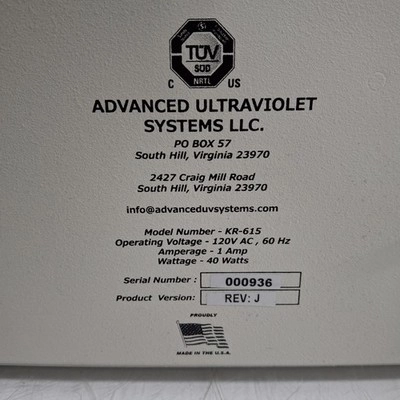 TÜV
SÜD
NRTL
C US
ADVANCED ULTRAVIOLET
SYSTEMS LLC.
PO BOX 57
South Hill, Virginia 23970
2427 Craig Mill Road
South Hill, Virginia 23970
info@advanceduvsystems.com
Model Number - KR-615
Operating Voltage - 120V AC , 60 Hz
Amperage - 1 Amp
Wattage - 40 Watts
Serial Number : 000936
Product Version: REV: J
PROUDLY
MADE IN THE U.S.A.